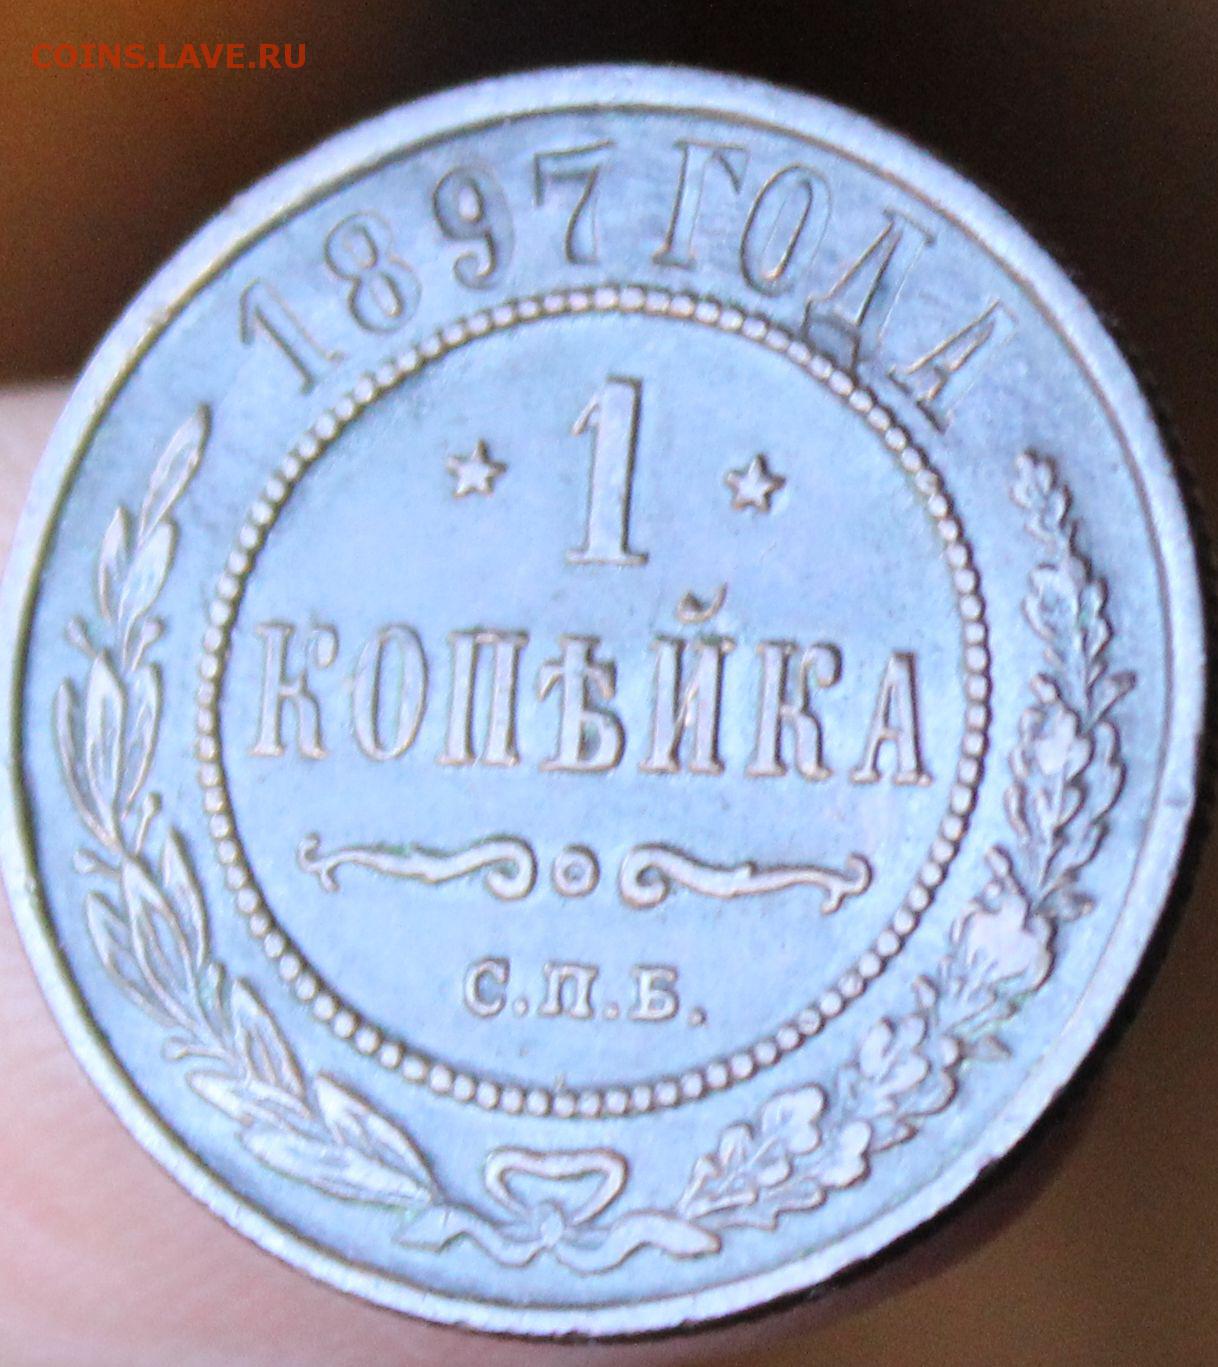 COINS.LAVE.RU
1897 ГОДА
1
КОПѢЙКА
С.П.Б.